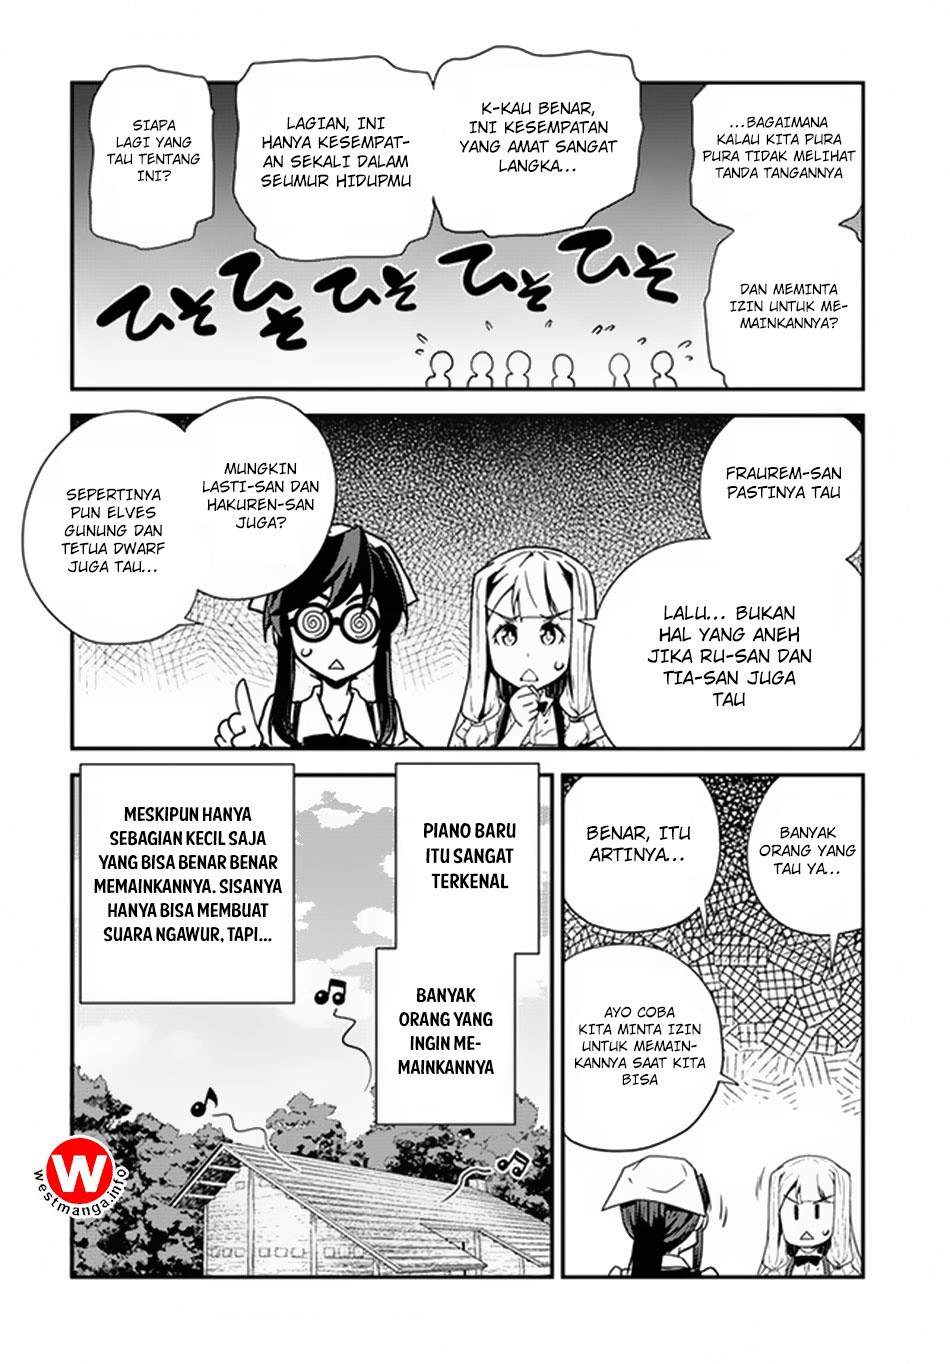 ...BAGAIMANA
KALAU KITA PURA
PURA TIDAK MELIHAT
TANDA TANGANNYA
DAN MEMINTA
IZIN UNTUK ME-
MAINKANNYA?
K-KAU BENAR,
INI KESEMPATAN
YANG AMAT SANGAT
LANGKA...
LAGIAN, INI
HANYA KESEMPAT-
AN SEKALI DALAM
SEUMUR HIDUPMU
SIAPA
LAGI YANG
TAU TENTANG
INI?
ひそ
ひそ
ひそ
ひそ
ひそ
FRAUREM-SAN
PASTINYA TAU
LALU... BUKAN
HAL YANG ANEH
JIKA RU-SAN DAN
TIA-SAN JUGA
TAU
MUNGKIN
LASTI-SAN DAN
HAKUREN-SAN
JUGA?
SEPERTINYA
PUN ELVES
GUNUNG DAN
TETUA DWARF
JUGA TAU...
BANYAK
ORANG YANG
TAU YA...
BENAR, ITU
ARTINYA...
AYO COBA
KITA MINTA IZIN
UNTUK MEMAIN-
KANNYA SAAT KITA
BISA
PIANO BARU
ITU SANGAT
TERKENAL
BANYAK
ORANG YANG
INGIN ME-
MAINKANNYA
MESKIPUN HANYA
SEBAGIAN KECIL SAJA
YANG BISA BENAR BENAR
MEMAINKANNYA. SISANYA
HANYA BISA MEMBUAT
SUARA NGAWUR, TAPI...
W
westmanga.info